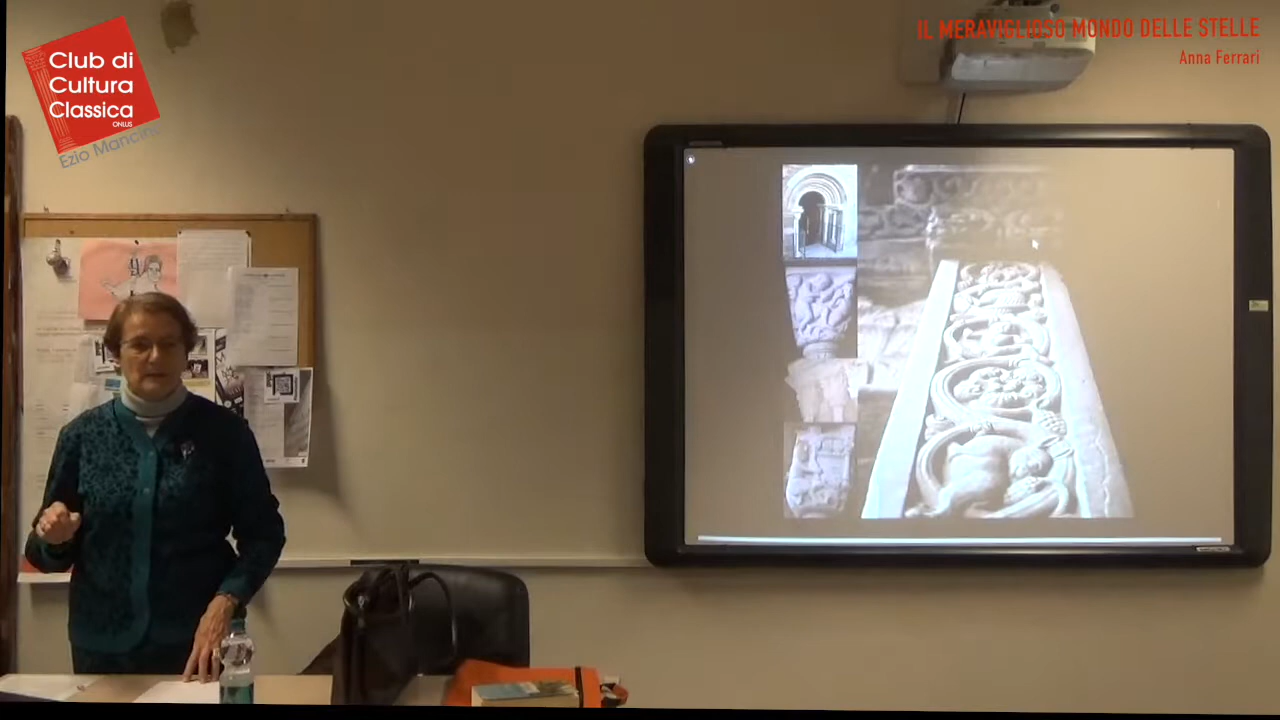 Club di
Cultura
Classica
ONLUS
Ezio Mancino
IL MERAVIGLIOSO MONDO DELLE STELLE
Anna Ferrari